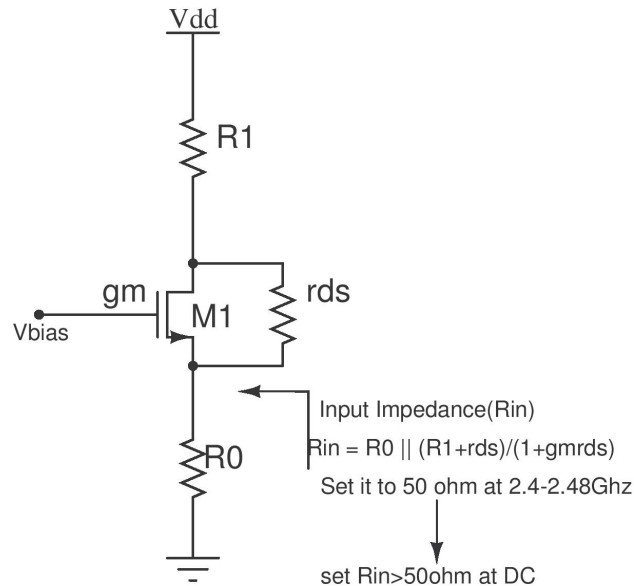 Vdd
R1
gm
rds
M1
Vbias
Input Impedance(Rin)
R0
Rin = R0 || (R1+rds)/(1+gmrds)
Set it to 50 ohm at 2.4-2.48Ghz
set Rin>50ohm at DC